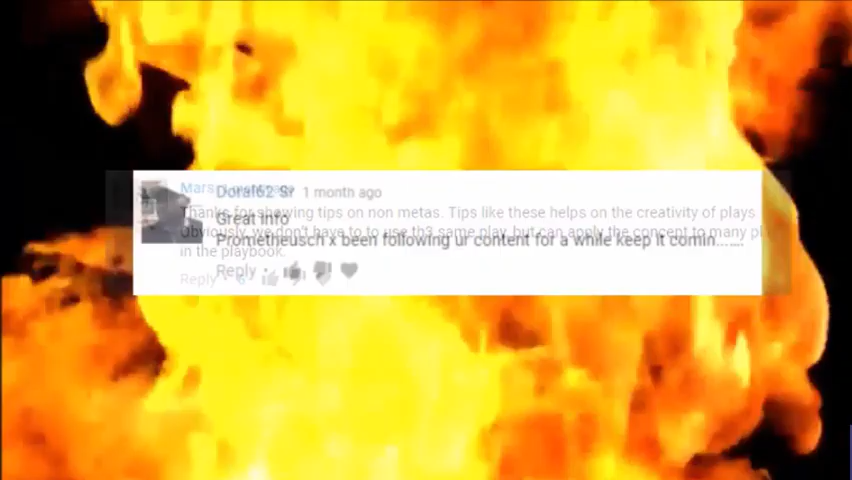 Doral62 Sr 1 month ago
Great info
Prometheusch x been following ur content for a while keep it comin.......
Reply
Thanks for showing tips on non metas. Tips like these helps on the creativity of plays
Obviously, we don't have to to use th3 same play, but can apply the concept to many
in the playbook.
Reply